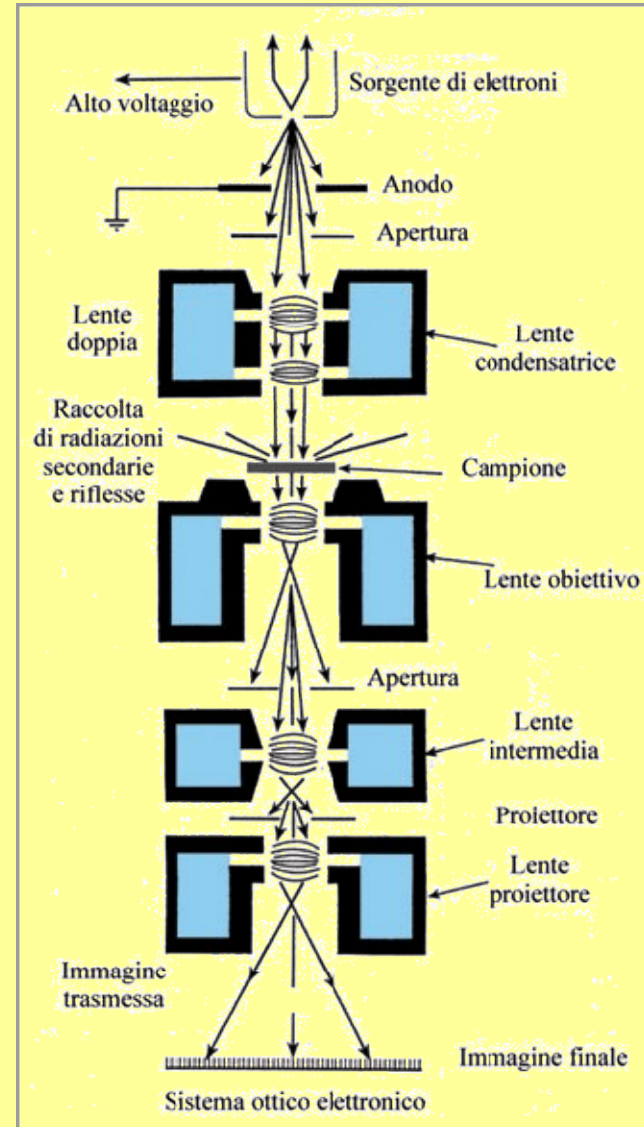 Sorgente di elettroni
Alto voltaggio
Anodo
Apertura
Lente
doppia
Lente
condensatrice
Raccolta
di radiazioni
secondarie
e riflesse
Campione
Lente obiettivo
Apertura
Lente
intermedia
Proiettore
Lente
proiettore
Immagine
trasmessa
Immagine finale
Sistema ottico elettronico